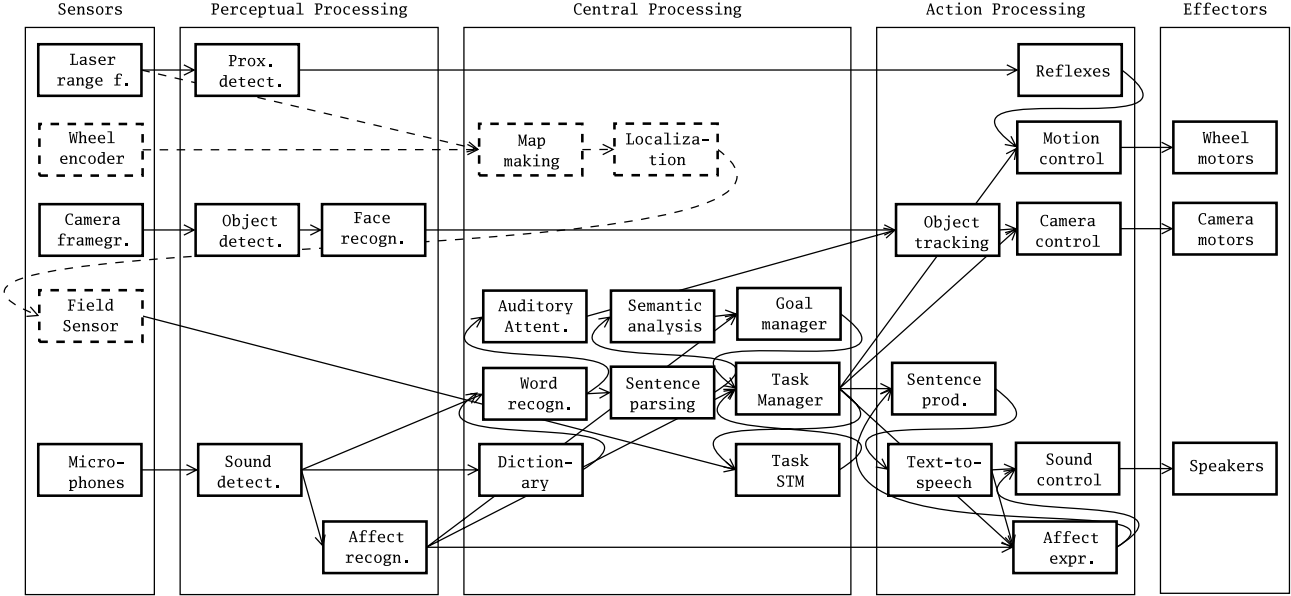 Sensors
Perceptual Processing
Central Processing
Action Processing
Effectors
Laser
range f.
Prox.
detect.
Reflexes
Wheel
encoder
Map
making
Localiza-
tion
Motion
control
Wheel
motors
Camera
framegr.
Object
detect.
Face
recogn.
Object
tracking
Camera
control
Camera
motors
Field
Sensor
Auditory
Attent.
Semantic
analysis
Goal
manager
Word
recogn.
Sentence
parsing
Task
Manager
Sentence
prod.
Micro-
phones
Sound
detect.
Diction-
ary
Task
STM
Text-to-
speech
Sound
control
Speakers
Affect
recogn.
Affect
expr.